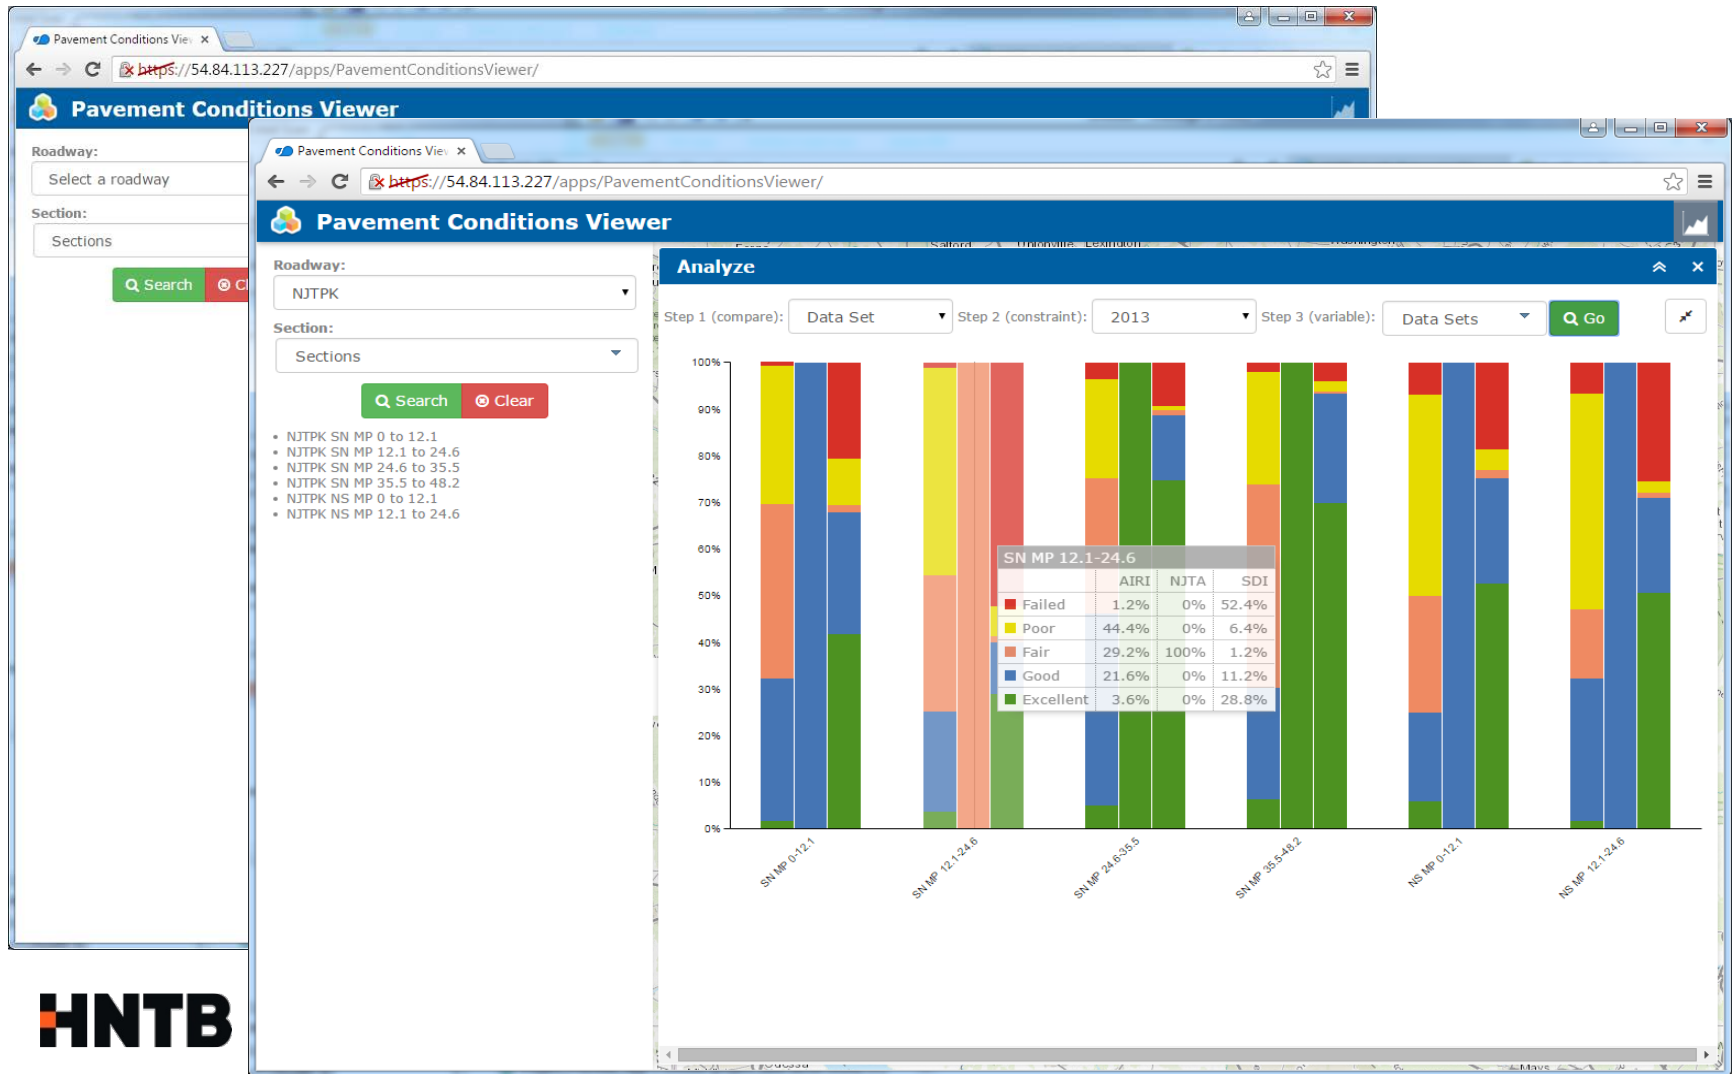 Pavement Conditions Vie
https://54.84.113.227/apps/PavementConditionsViewer/
Pavement Conditions Viewer
Roadway:
Select a roadway
Section:
Sections
Search
Pavement Conditions Vie
https://54.84.113.227/apps/PavementConditionsViewer/
Pavement Conditions Viewer
Roadway:
NJTPK
Section:
Sections
Search Clear
NJTPK SN MP 0 to 12.1
NJTPK SN MP 12.1 to 24.6
NJTPK SN MP 24.6 to 35.5
NJTPK SN MP 35.5 to 48.2
NJTPK NS MP 0 to 12.1
NJTPK NS MP 12.1 to 24.6
Analyze
Step 1 (compare): Data Set Step 2 (constraint): 2013 Step 3 (variable): Data Sets Go
100%
90%
80%
70%
60%
50%
40%
30%
20%
10%
0%
SN MP 12.1-24.6
AIRI NJTA SDI
Failed 1.2% 0% 52.4%
Poor 44.4% 0% 6.4%
Fair 29.2% 100% 1.2%
Good 21.6% 0% 11.2%
Excellent 3.6% 0% 28.8%
SN MP 0-12.1
SN MP 12.1-24.6
SN MP 24.6-35.5
SN MP 35.5-48.2
NS MP 0-12.1
NS MP 12.1-24.6
HNTB